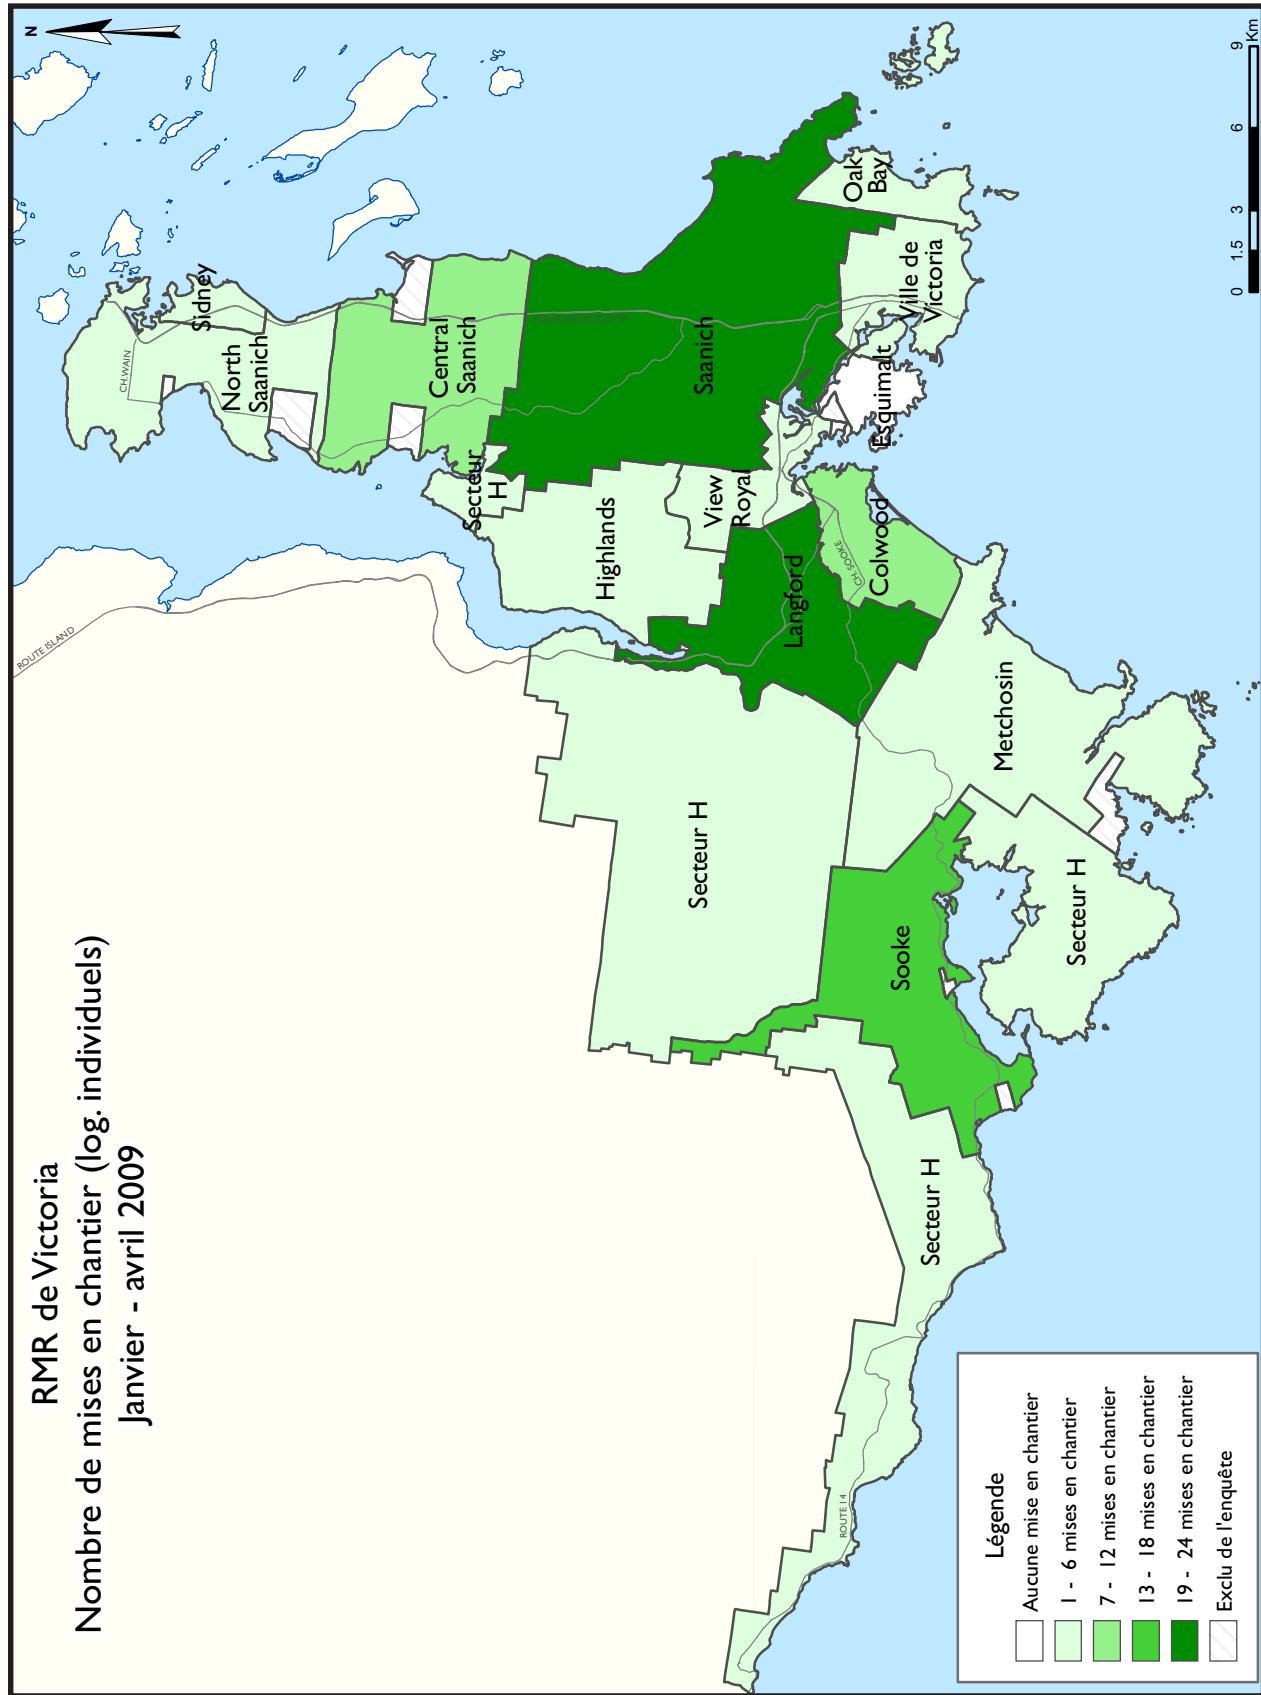 RMR de Victoria
Nombre de mises en chantier (log. individuels)
Janvier - avril 2009
N
ROUTE ISLAND
CH.WAIN
Sidney
North
Saanich
Central
Saanich
Saanich
Secteur
H
Highlands
View
Royal
Oak
Bay
Ville de
Victoria
Esquimalt
Langford
Colwood
CH.SOOKE
Metchosin
Secteur H
Sooke
Secteur H
Secteur H
ROUTE 14
Légende
Aucune mise en chantier
1 - 6 mises en chantier
7 - 12 mises en chantier
13 - 18 mises en chantier
19 - 24 mises en chantier
Exclu de l'enquête
0 1.5 3 6 9
Km